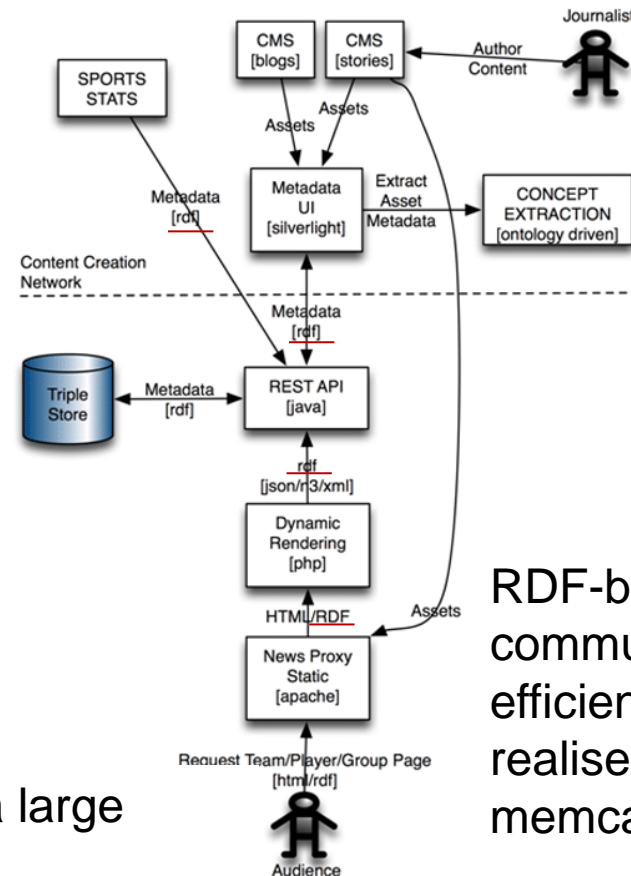 Journalist
CMS
[blogs]
CMS
[stories]
Author
Content
SPORTS
STATS
Assets
Assets
Metadata
[rdf]
Metadata
UI
[silverlight]
Extract
Asset
Metadata
CONCEPT
EXTRACTION
[ontology driven]
Content Creation
Network
Metadata
[rdf]
Triple
Store
Metadata
[rdf]
REST API
[java]
rdf
[json/n3/xml]
Dynamic
Rendering
[php]
HTML/RDF
Assets
News Proxy
Static
[apache]
Request Team/Player/Group Page
[html/rdf]
Audience
a large
RDF-b
commu
efficien
realise
memca